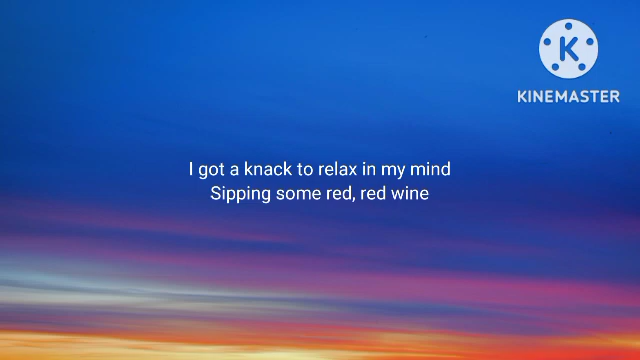 K
KINEMASTER
I got a knack to relax in my mind
Sipping some red, red wine